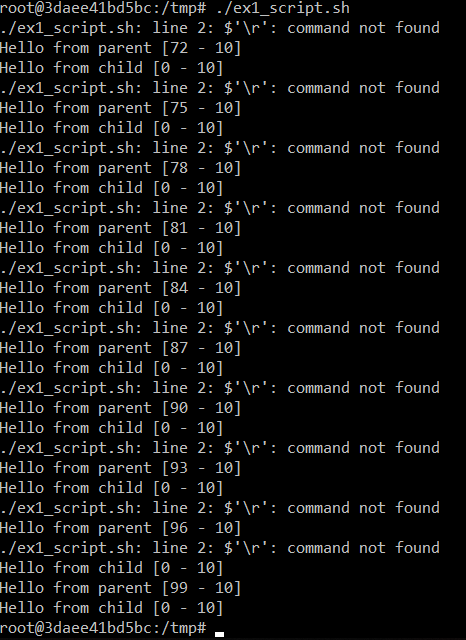 root@3daee41bd5bc:/tmp# ./ex1_script.sh
./ex1_script.sh: line 2: $'\r': command not found
Hello from parent [72 - 10]
Hello from child [0 - 10]
./ex1_script.sh: line 2: $'\r': command not found
Hello from parent [75 - 10]
Hello from child [0 - 10]
./ex1_script.sh: line 2: $'\r': command not found
Hello from parent [78 - 10]
Hello from child [0 - 10]
./ex1_script.sh: line 2: $'\r': command not found
Hello from parent [81 - 10]
Hello from child [0 - 10]
./ex1_script.sh: line 2: $'\r': command not found
Hello from parent [84 - 10]
Hello from child [0 - 10]
./ex1_script.sh: line 2: $'\r': command not found
Hello from parent [87 - 10]
Hello from child [0 - 10]
./ex1_script.sh: line 2: $'\r': command not found
Hello from parent [90 - 10]
Hello from child [0 - 10]
./ex1_script.sh: line 2: $'\r': command not found
Hello from parent [93 - 10]
Hello from child [0 - 10]
./ex1_script.sh: line 2: $'\r': command not found
Hello from parent [96 - 10]
./ex1_script.sh: line 2: $'\r': command not found
Hello from child [0 - 10]
Hello from parent [99 - 10]
Hello from child [0 - 10]
root@3daee41bd5bc:/tmp#